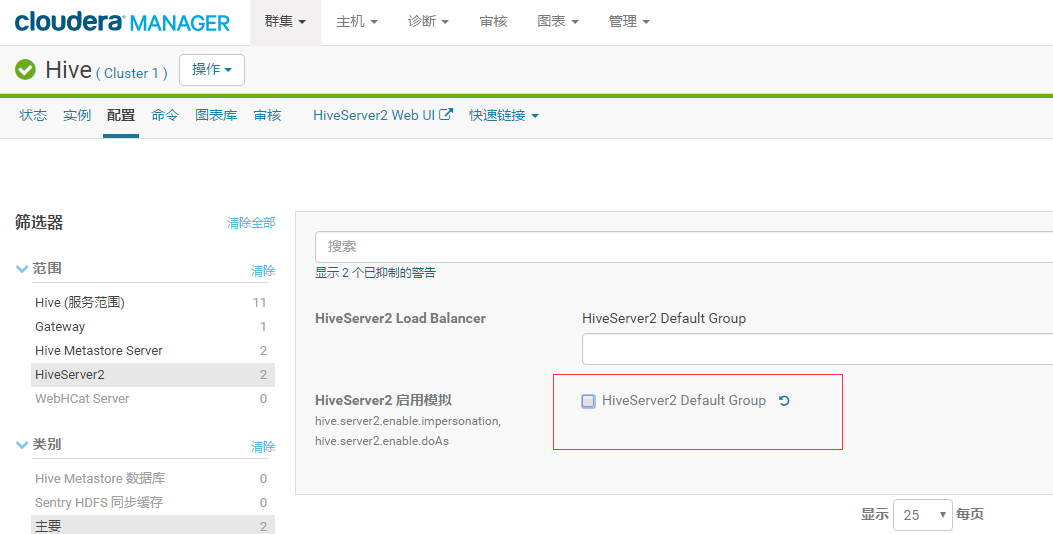 cloudera MANAGER 群集 主机 诊断 审核 图表 管理
Hive ( Cluster 1 ) 操作
状态 实例 配置 命令 图表库 审核 HiveServer2 Web UI 快速链接
筛选器 清除全部
范围 清除
Hive (服务范围) 11
Gateway 1
Hive Metastore Server 2
HiveServer2 2
WebHCat Server 0
类别 清除
Hive Metastore 数据库 0
Sentry HDFS 同步缓存 0
主要 2
搜索
显示 2 个已抑制的警告
HiveServer2 Load Balancer HiveServer2 Default Group
HiveServer2 启用模拟 HiveServer2 Default Group
hive.server2.enable.impersonation,
hive.server2.enable.doAs
显示 25 每页